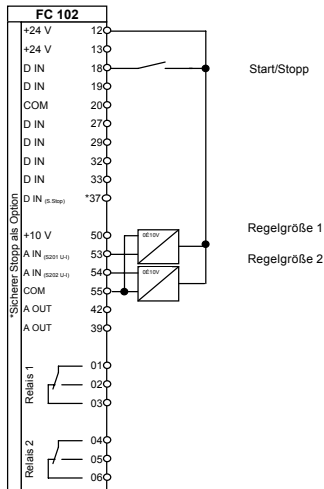 FC 102
+24 V 12
+24 V 13
D IN 18 Start/Stopp
D IN 19
COM 20
D IN 27
D IN 29
D IN 32
D IN 33
D IN (S.Stop) *37
*Sicherer Stopp als Option
+10 V 50 0É10V Regelgröße 1
A IN (S201 U-I) 53
A IN (S202 U-I) 54 0É10V Regelgröße 2
COM 55
A OUT 42
A OUT 39
Relais 1
01
02
03
Relais 2
04
05
06